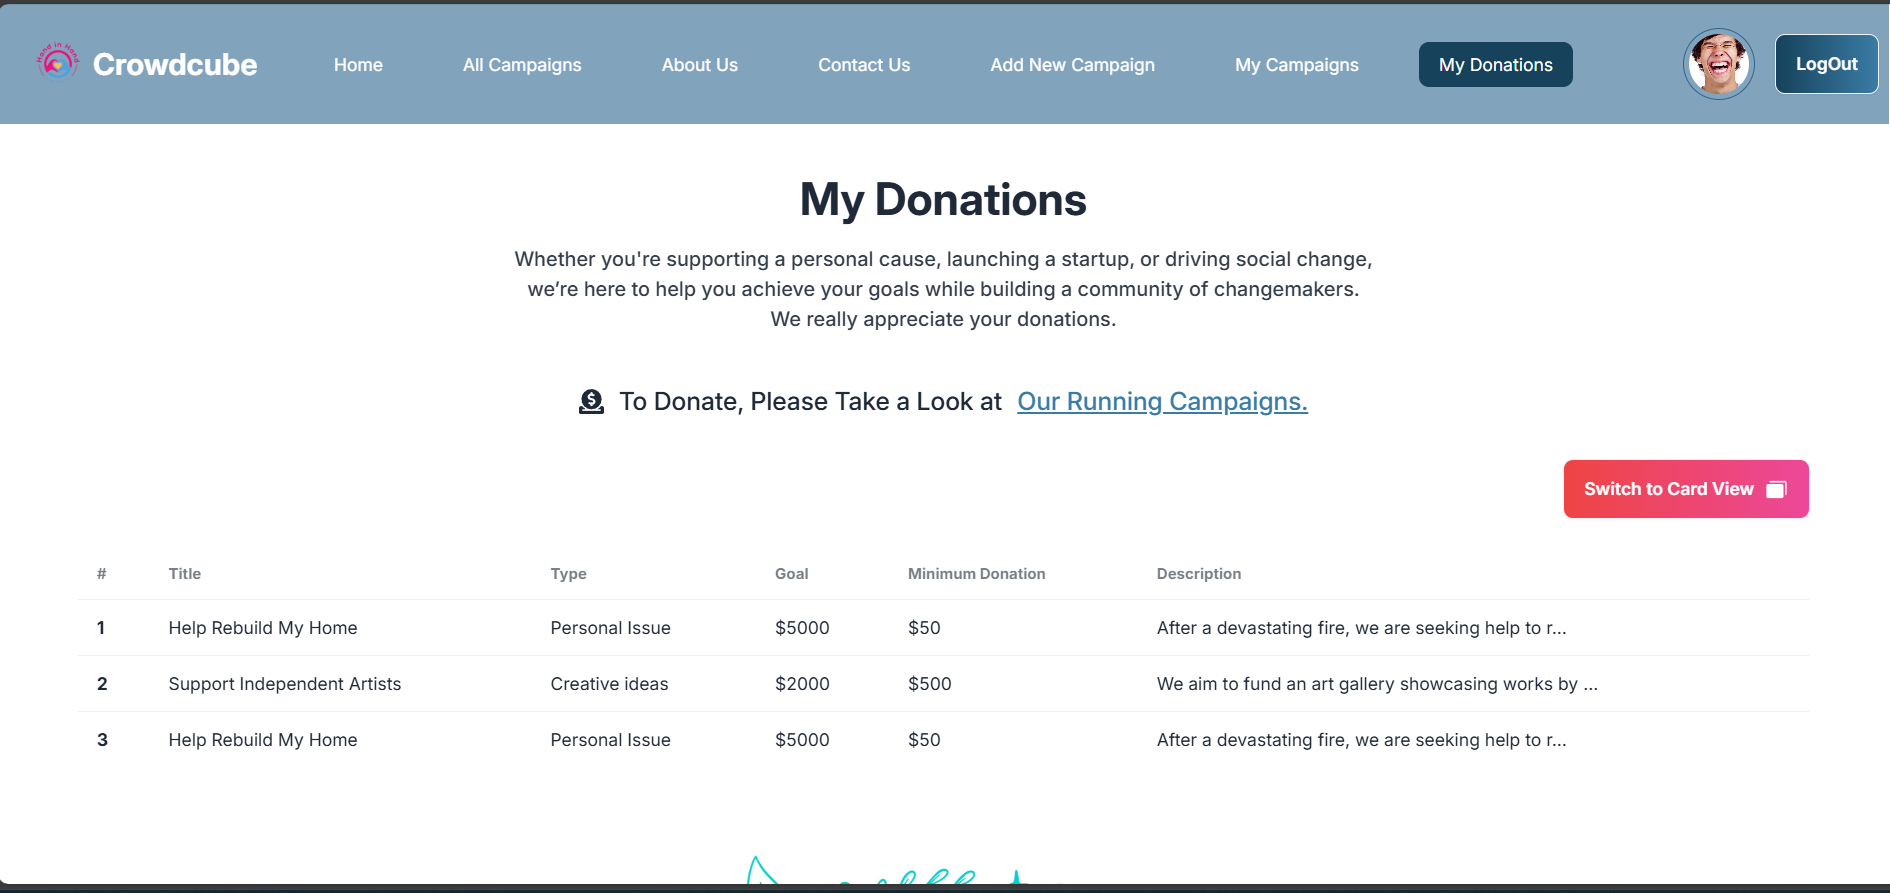 Hand in Hand
Crowdcube
Home
All Campaigns
About Us
Contact Us
Add New Campaign
My Campaigns
My Donations
LogOut
My Donations
Whether you're supporting a personal cause, launching a startup, or driving social change,
we’re here to help you achieve your goals while building a community of changemakers.
We really appreciate your donations.
To Donate, Please Take a Look at Our Running Campaigns.
Switch to Card View
# Title Type Goal Minimum Donation Description
1 Help Rebuild My Home Personal Issue $5000 $50 After a devastating fire, we are seeking help to r...
2 Support Independent Artists Creative ideas $2000 $500 We aim to fund an art gallery showcasing works by ...
3 Help Rebuild My Home Personal Issue $5000 $50 After a devastating fire, we are seeking help to r...